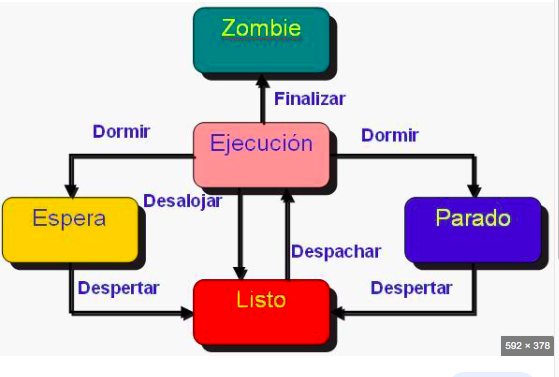 Zombie
Finalizar
Dormir
Ejecución
Dormir
Espera
Desalojar
Parado
Despachar
Despertar
Listo
Despertar
592 × 378